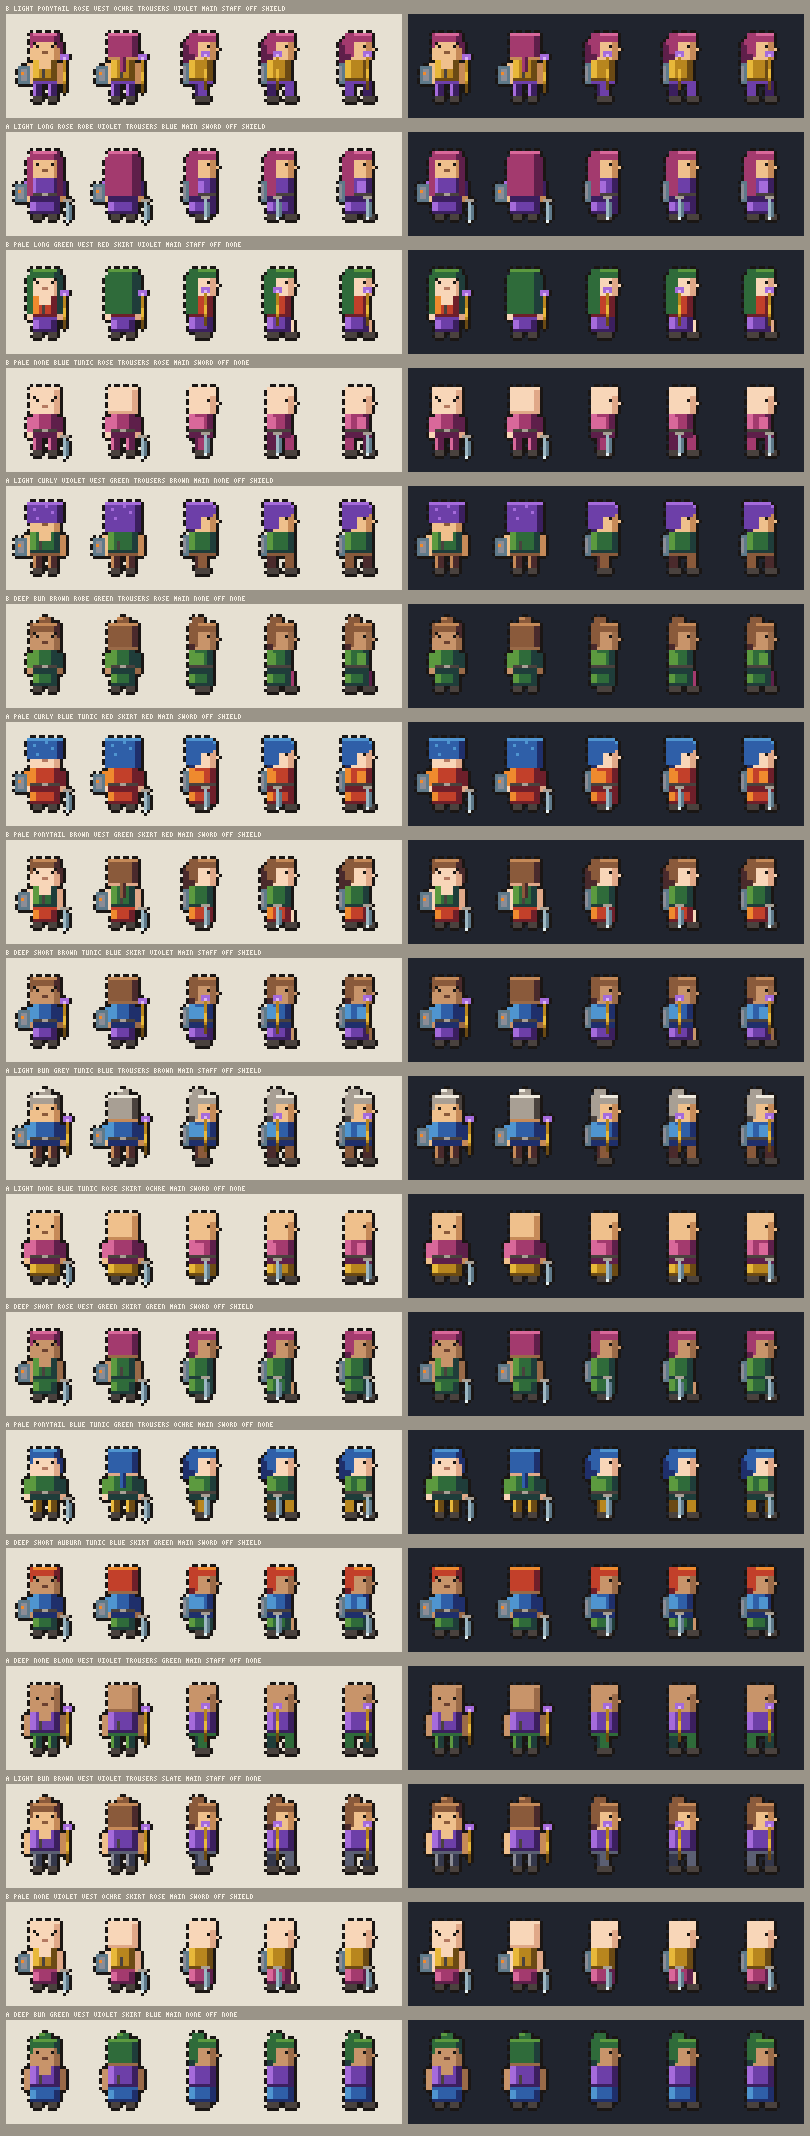 B LIGHT PONYTAIL ROSE VEST OCHRE TROUSERS VIOLET MAIN STAFF OFF SHIELD
A LIGHT LONG ROSE ROBE VIOLET TROUSERS BLUE MAIN SWORD OFF SHIELD
B PALE LONG GREEN VEST RED SKIRT VIOLET MAIN STAFF OFF NONE
B PALE NONE BLUE TUNIC ROSE TROUSERS ROSE MAIN SWORD OFF NONE
A LIGHT CURLY VIOLET VEST GREEN TROUSERS BROWN MAIN NONE OFF SHIELD
B DEEP BUN BROWN ROBE GREEN TROUSERS ROSE MAIN NONE OFF NONE
A PALE CURLY BLUE TUNIC RED SKIRT RED MAIN SWORD OFF SHIELD
B PALE PONYTAIL BROWN VEST GREEN SKIRT RED MAIN SWORD OFF SHIELD
B DEEP SHORT BROWN TUNIC BLUE SKIRT VIOLET MAIN STAFF OFF SHIELD
A LIGHT BUN GREY TUNIC BLUE TROUSERS BROWN MAIN STAFF OFF SHIELD
A LIGHT NONE BLUE TUNIC ROSE SKIRT OCHRE MAIN SWORD OFF NONE
B DEEP SHORT ROSE VEST GREEN SKIRT GREEN MAIN SWORD OFF SHIELD
A PALE PONYTAIL BLUE TUNIC GREEN TROUSERS OCHRE MAIN SWORD OFF NONE
A DEEP SHORT AUBURN TUNIC BLUE SKIRT GREEN MAIN SWORD OFF SHIELD
A DEEP NONE BLOND VEST VIOLET TROUSERS GREEN MAIN STAFF OFF NONE
A LIGHT BUN BROWN VEST VIOLET TROUSERS SLATE MAIN STAFF OFF NONE
B PALE NONE VIOLET VEST OCHRE SKIRT ROSE MAIN SWORD OFF SHIELD
A DEEP BUN GREEN VEST VIOLET SKIRT BLUE MAIN NONE OFF NONE